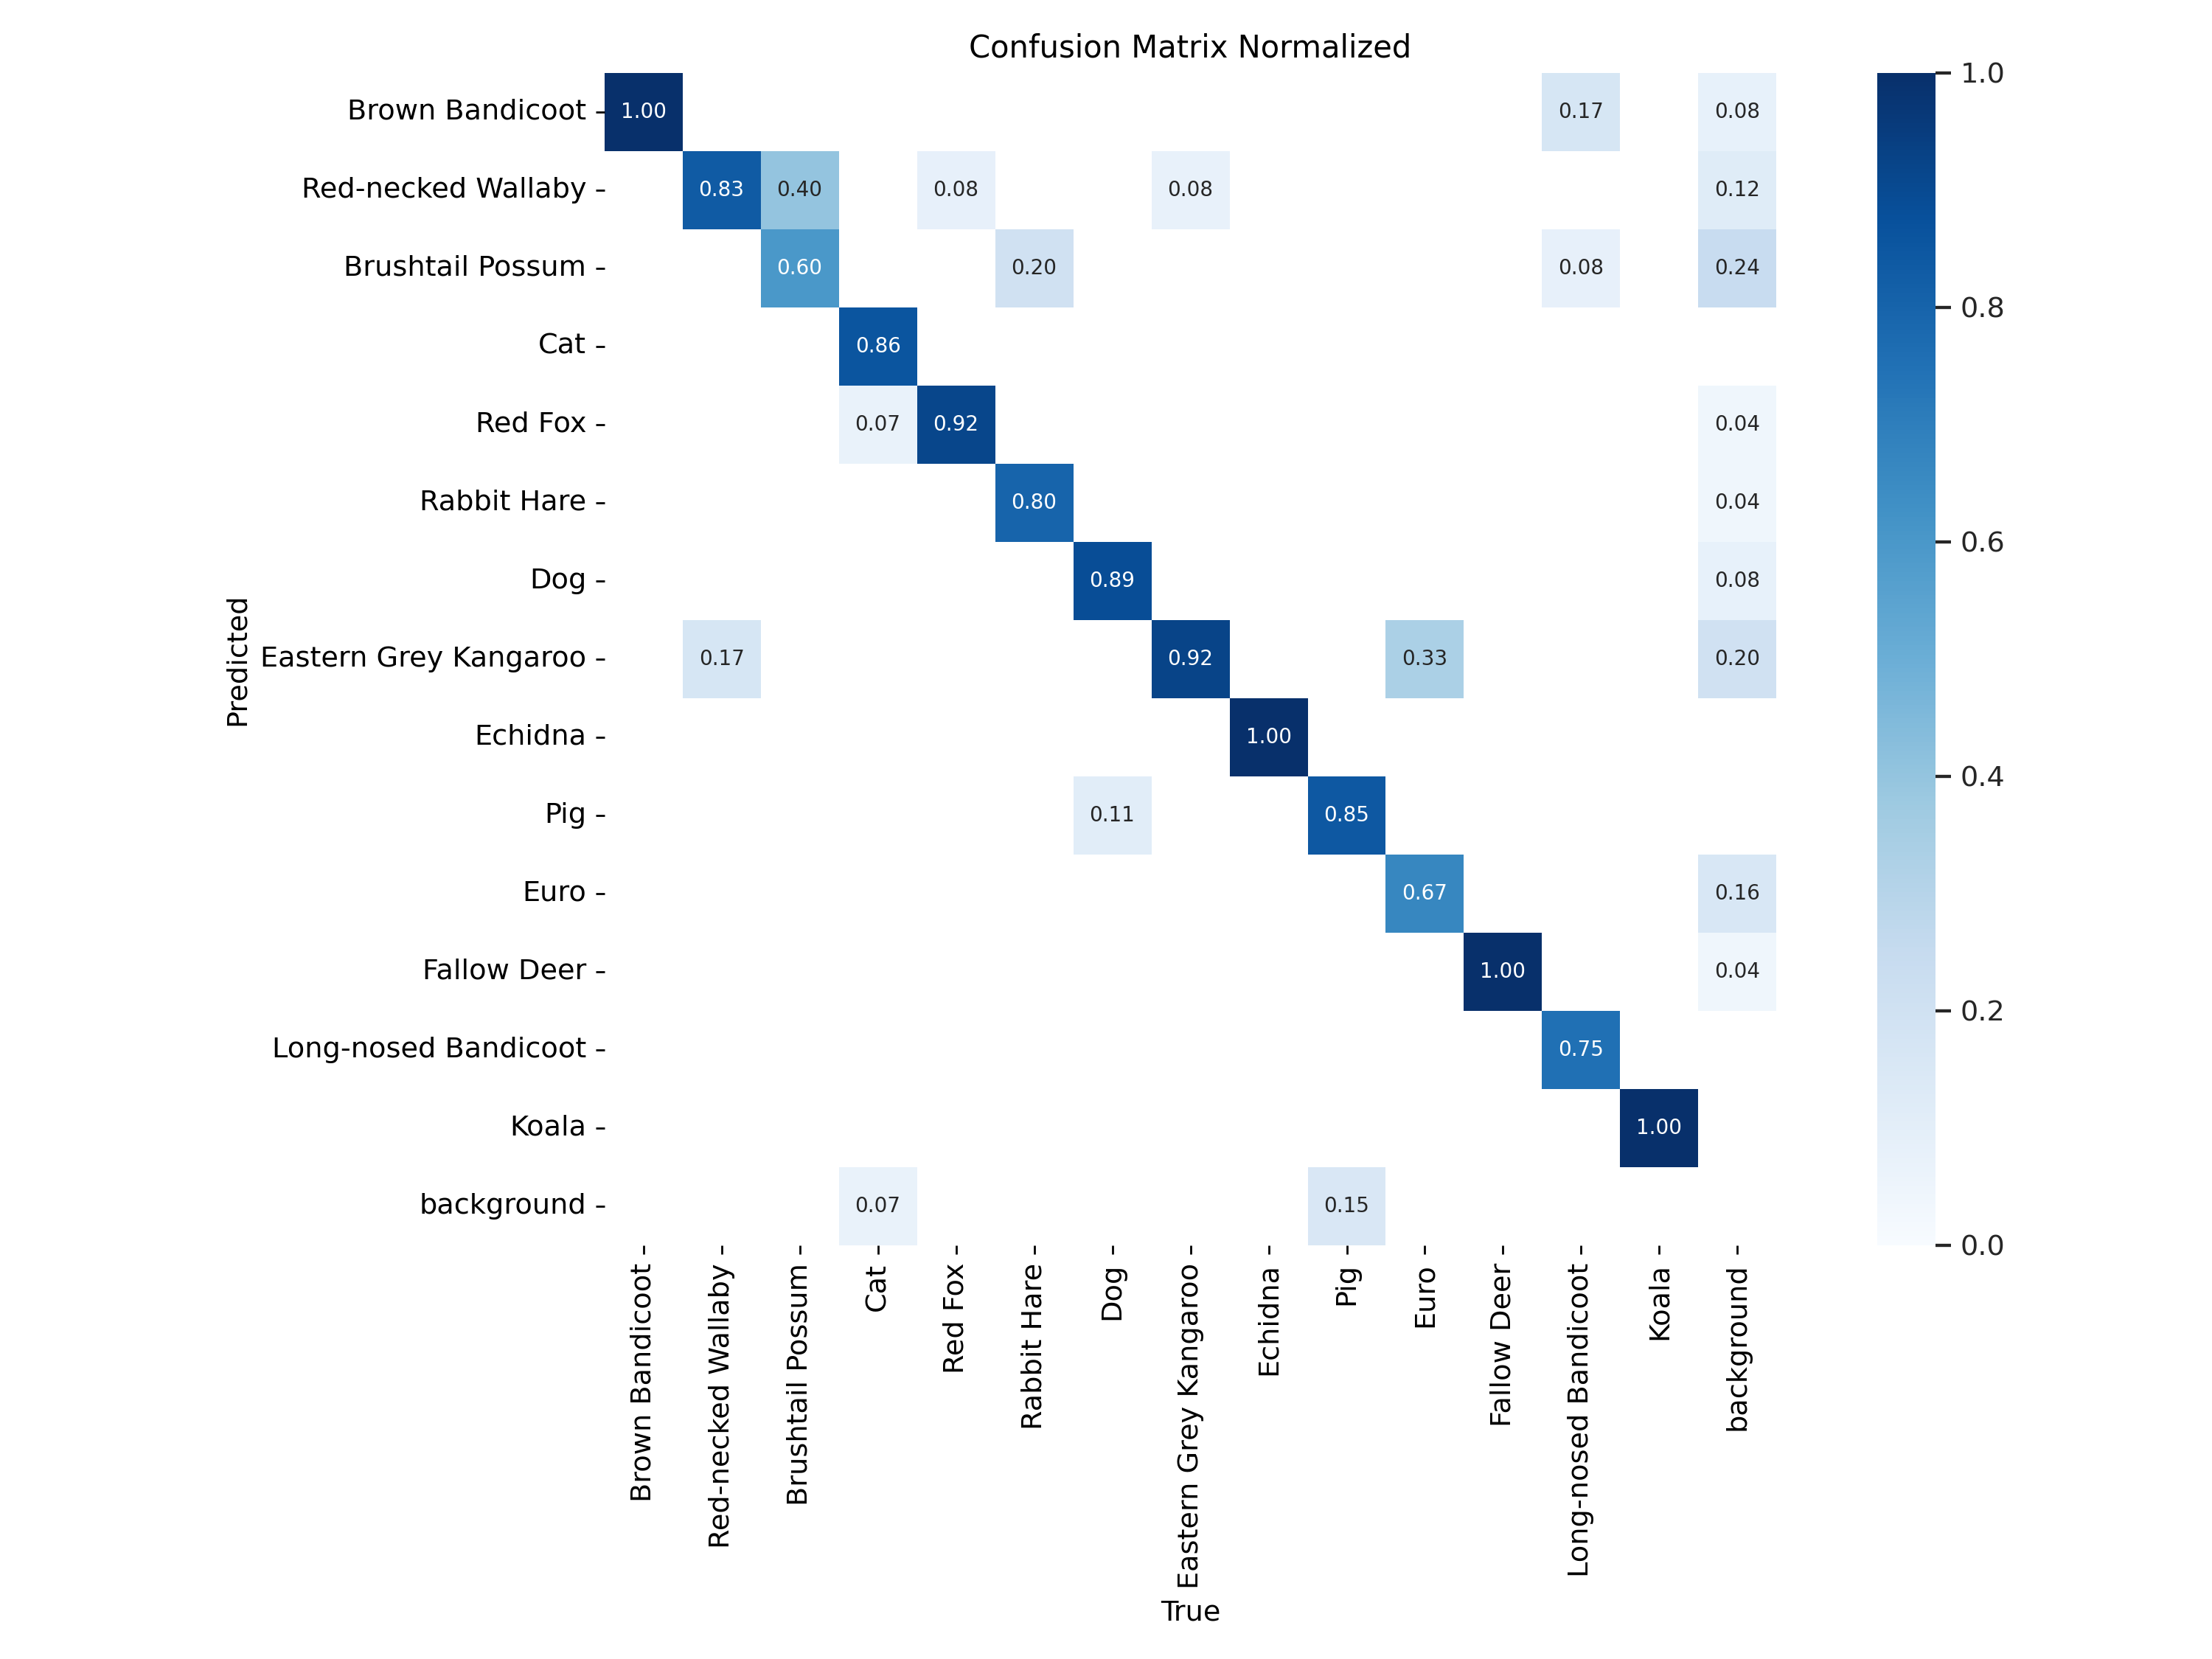 Confusion Matrix Normalized
Brown Bandicoot 1.00 0.17 0.08
Red-necked Wallaby 0.83 0.40 0.08 0.08 0.12
Brushtail Possum 0.60 0.20 0.08 0.24
Cat 0.86
Red Fox 0.07 0.92 0.04
Rabbit Hare 0.80 0.04
Dog 0.89 0.08
Eastern Grey Kangaroo 0.17 0.92 0.33 0.20
Echidna 1.00
Pig 0.11 0.85
Euro 0.67 0.16
Fallow Deer 1.00 0.04
Long-nosed Bandicoot 0.75
Koala 1.00
background 0.07 0.15
Predicted
Brown Bandicoot
Red-necked Wallaby
Brushtail Possum
Cat
Red Fox
Rabbit Hare
Dog
Eastern Grey Kangaroo
Echidna
Pig
Euro
Fallow Deer
Long-nosed Bandicoot
Koala
background
True
1.0
0.8
0.6
0.4
0.2
0.0